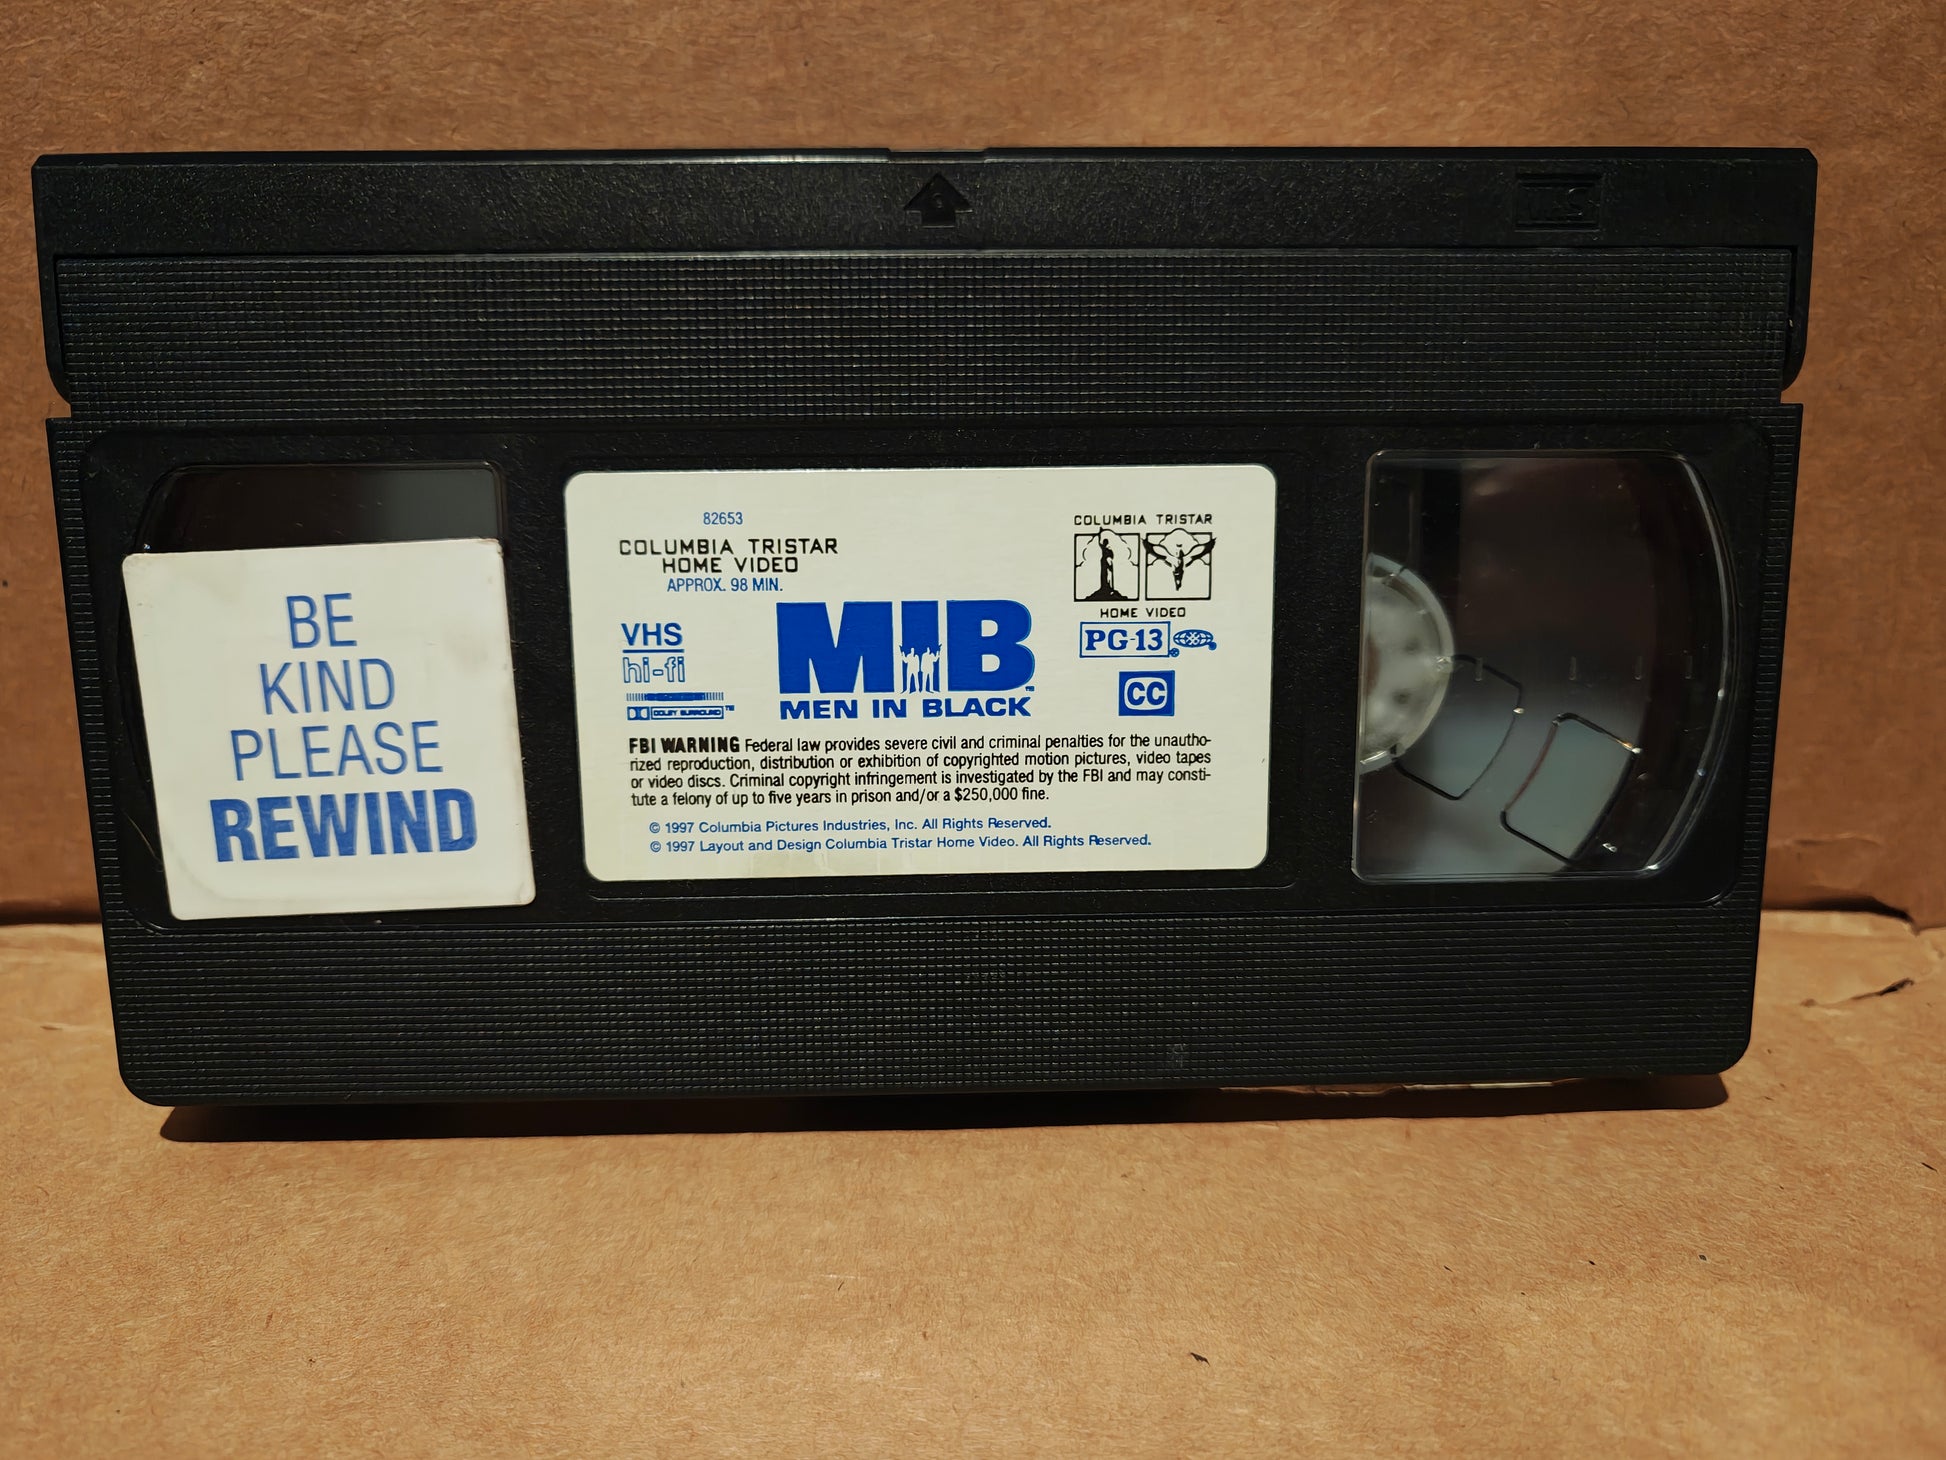 VHS
BE
KIND
PLEASE
REWIND
82653
COLUMBIA TRISTAR
HOME VIDEO
APPROX. 98 MIN.
VHS
hi-fi
DOLBY SURROUND™
MIB™
MEN IN BLACK
COLUMBIA TRISTAR
HOME VIDEO
PG-13®
CC
FBI WARNING Federal law provides severe civil and criminal penalties for the unautho-
rized reproduction, distribution or exhibition of copyrighted motion pictures, video tapes
or video discs. Criminal copyright infringement is investigated by the FBI and may consti-
tute a felony of up to five years in prison and/or a $250,000 fine.
© 1997 Columbia Pictures Industries, Inc. All Rights Reserved.
© 1997 Layout and Design Columbia Tristar Home Video. All Rights Reserved.